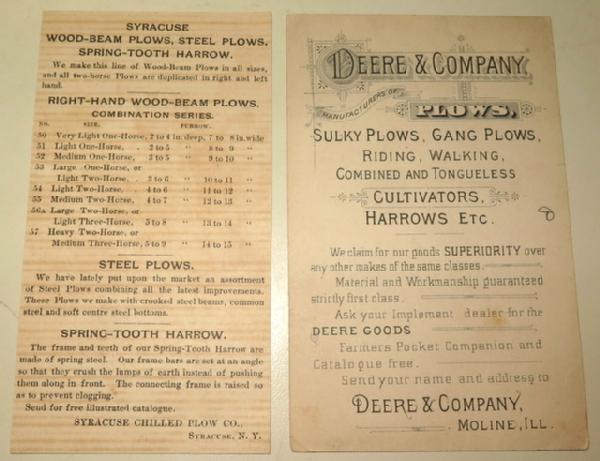 SYRACUSE
WOOD-BEAM PLOWS, STEEL PLOWS,
SPRING-TOOTH HARROW.
We make this line of Wood-Beam Plows in all sizes,
and all two-horse Plows are duplicated in right and left
hand.
RIGHT-HAND WOOD-BEAM PLOWS.
COMBINATION SERIES.
No. SIZE. FURROW.
50 Very Light One-Horse, 2 to 4 in. deep, 7 to 8 in. wide
51 Light One-Horse, . 2 to 5 " 8 to 9 "
52 Medium One-Horse, 3 to 5 " 9 to 10 "
53 Large One-Horse, or
Light Two-Horse, . 3 to 6 " 10 to 11 "
54 Light Two-Horse, 4 to 6 " 11 to 12 "
55 Medium Two-Horse, 4 to 7 " 12 to 13 "
56a Large Two-Horse, or
Light Three-Horse, 5 to 8 " 13 to 14 "
57 Heavy Two-Horse, or
Medium Three-Horse, 5 to 9 " 14 to 15 "
STEEL PLOWS.
We have lately put upon the market an assortment
of Steel Plows combining all the latest improvements.
These Plows we make with crooked steel beams, common
steel and soft centre steel bottoms.
SPRING-TOOTH HARROW.
The frame and teeth of our Spring-Tooth Harrow are
made of spring steel. Our frame bars are set at an angle
so that they crush the lumps of earth instead of pushing
them along in front. The connecting frame is raised so
as to prevent clogging.
Send for free illustrated catalogue.
SYRACUSE CHILLED PLOW CO.,
SYRACUSE, N. Y.
DEERE & COMPANY
MANUFACTURERS OF
PLOWS,
SULKY PLOWS, GANG PLOWS,
RIDING, WALKING,
COMBINED AND TONGUELESS
CULTIVATORS,
HARROWS ETC.
We claim for our goods SUPERIORITY over
any other makes of the same classes.
Material and Workmanship guaranteed
strictly first class.
Ask your Implement dealer for the
DEERE GOODS
Farmers Pocket Companion and
Catalogue free.
Send your name and address to
DEERE & COMPANY,
MOLINE, ILL.